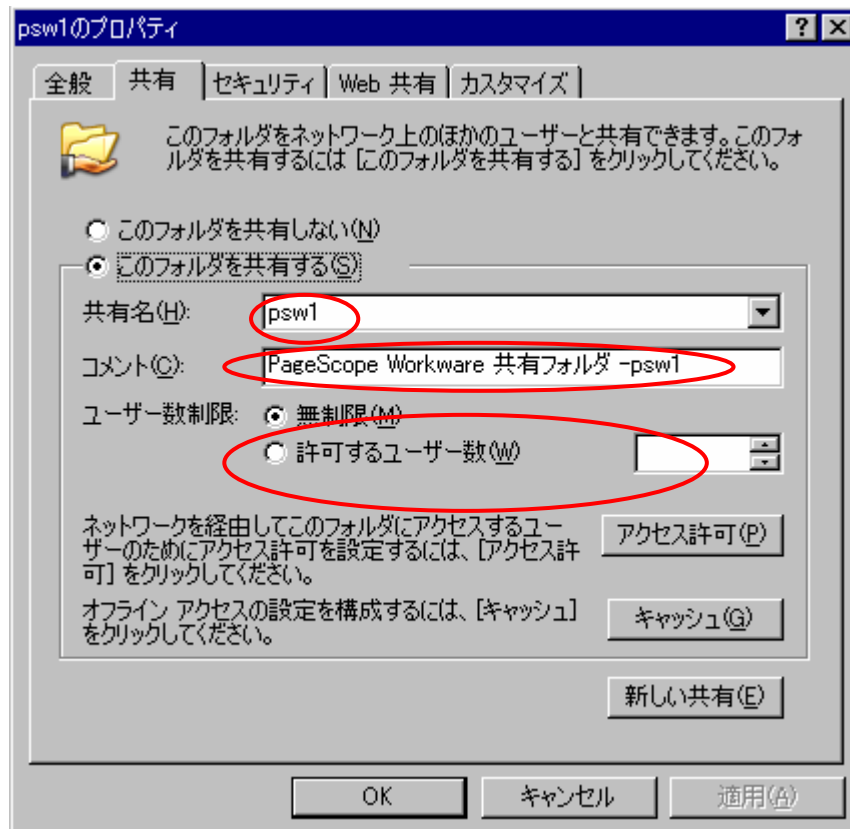 psw1のプロパティ
全般 共有 セキュリティ Web 共有 カスタマイズ
このフォルダをネットワーク上のほかのユーザーと共有できます。このフォ
ルダを共有するには [このフォルダを共有する] をクリックしてください。
このフォルダを共有しない(N)
このフォルダを共有する(S)
共有名(H): psw1
コメント(C): PageScope Workware 共有フォルダ -psw1
ユーザー数制限: 無制限(M)
許可するユーザー数(W)
ネットワークを経由してこのフォルダにアクセスするユー
ザーのためにアクセス許可を設定するには、[アクセス許
可] をクリックしてください。
アクセス許可(P)
オフライン アクセスの設定を構成するには、[キャッシュ]
をクリックしてください。
キャッシュ(G)
新しい共有(E)
OK キャンセル 適用(A)